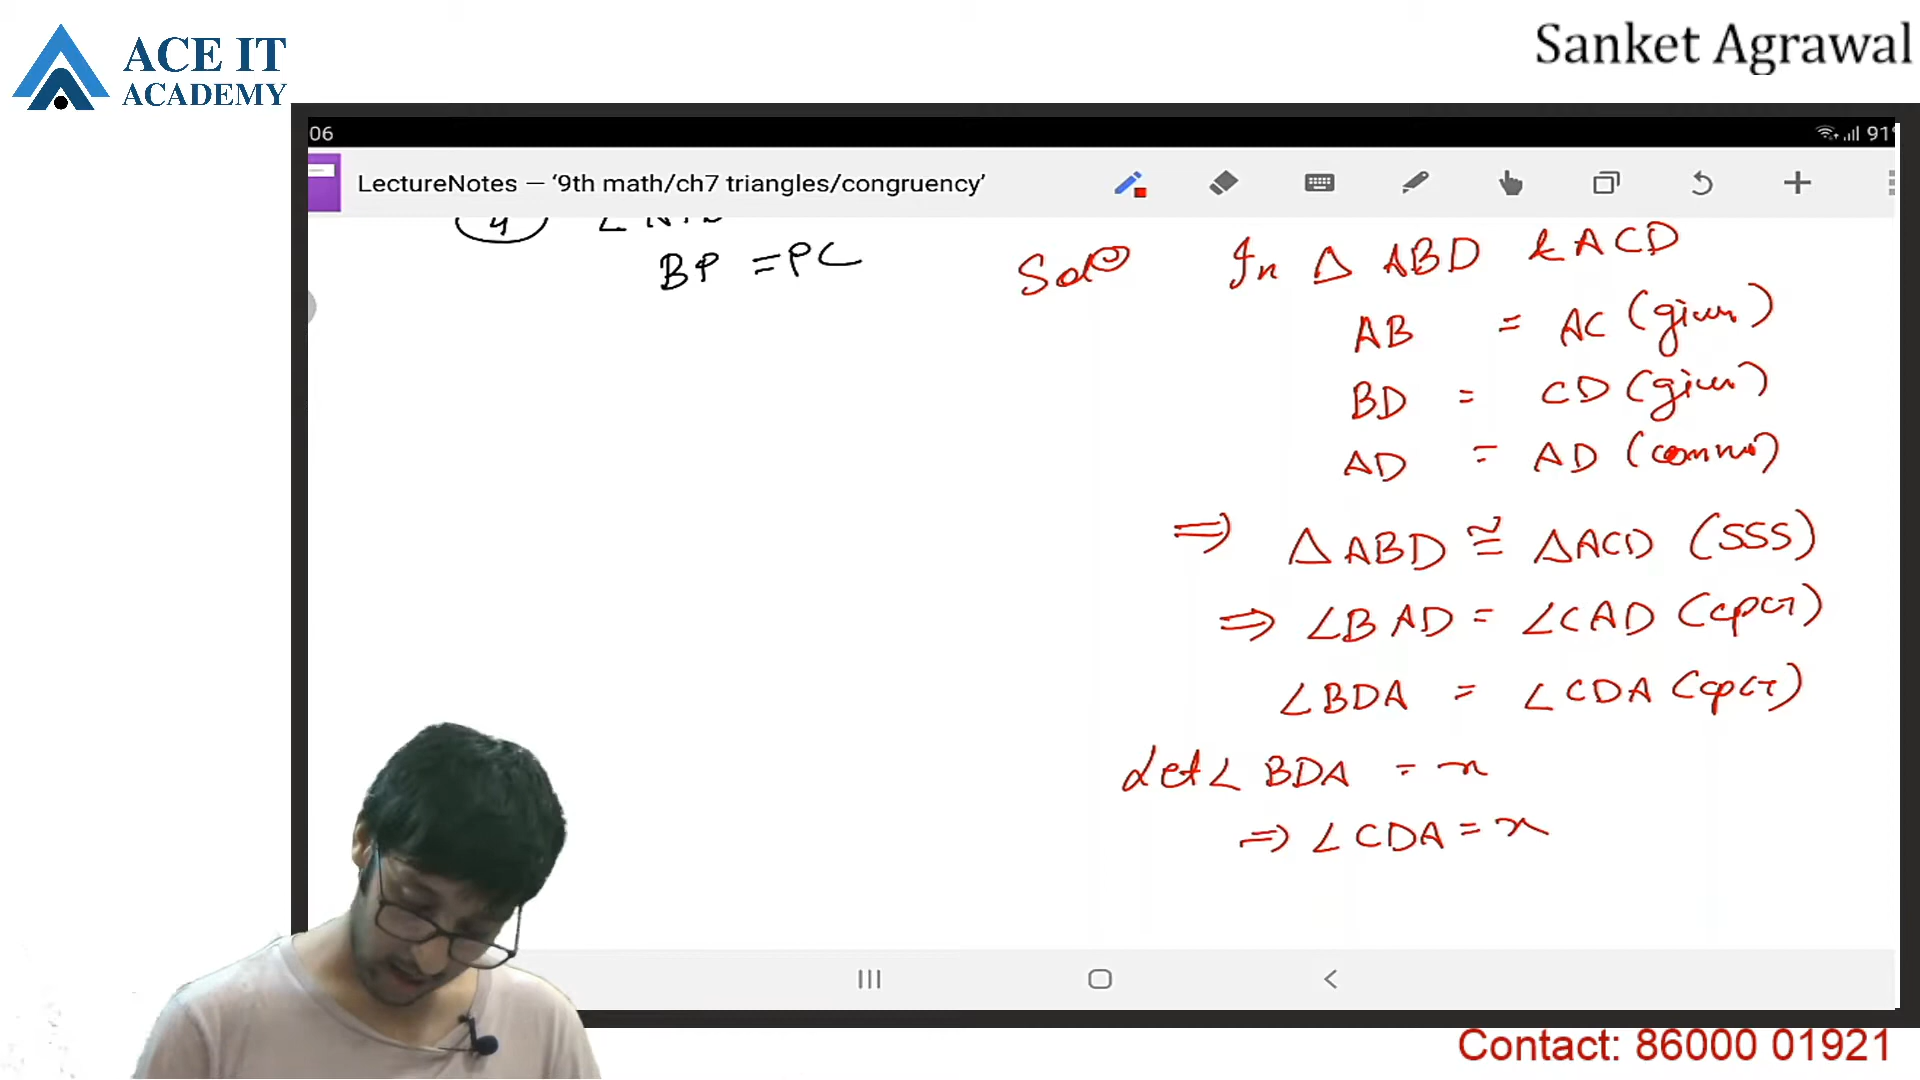 ACE IT
ACADEMY
Sanket Agrawal
06
91
LectureNotes — ‘9th math/ch7 triangles/congruency’
4
BP = PC
Sol
In △ ABD & ACD
AB = AC (given)
BD = CD (given)
AD = AD (common)
⇒ △ABD ≅ △ACD (SSS)
⇒ ∠BAD = ∠CAD (cpct)
∠BDA = ∠CDA (cpct)
Let ∠BDA = x
⇒ ∠CDA = x
Contact: 86000 01921